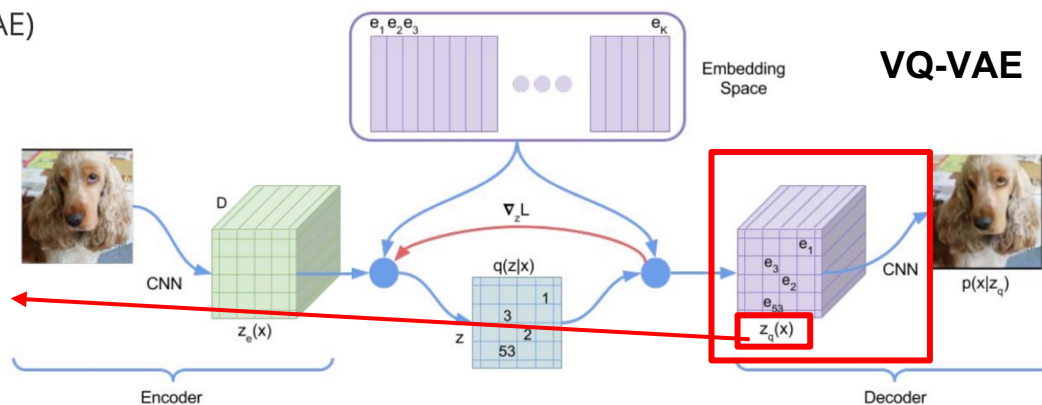 AE)
e1 e2 e3
eK
Embedding
Space
VQ-VAE
D
∇zL
q(z|x)
1
3
2
53
z
CNN
ze(x)
e1
e3
e2
e53
zq(x)
CNN
p(x|zq)
Encoder
Decoder